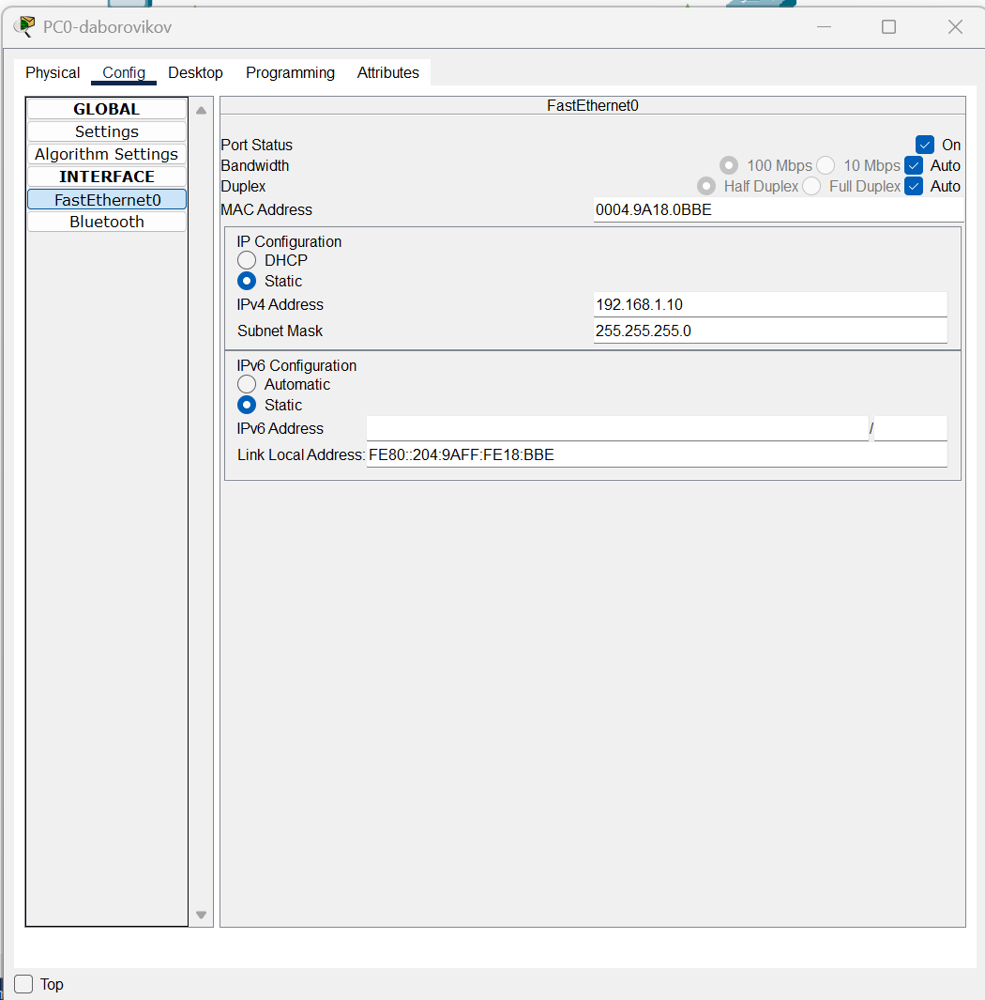 PC0-daborovikov
Physical Config Desktop Programming Attributes
GLOBAL
Settings
Algorithm Settings
INTERFACE
FastEthernet0
Bluetooth
FastEthernet0
Port Status On
Bandwidth 100 Mbps 10 Mbps Auto
Duplex Half Duplex Full Duplex Auto
MAC Address 0004.9A18.0BBE
IP Configuration
DHCP
Static
IPv4 Address 192.168.1.10
Subnet Mask 255.255.255.0
IPv6 Configuration
Automatic
Static
IPv6 Address /
Link Local Address: FE80::204:9AFF:FE18:BBE
Top